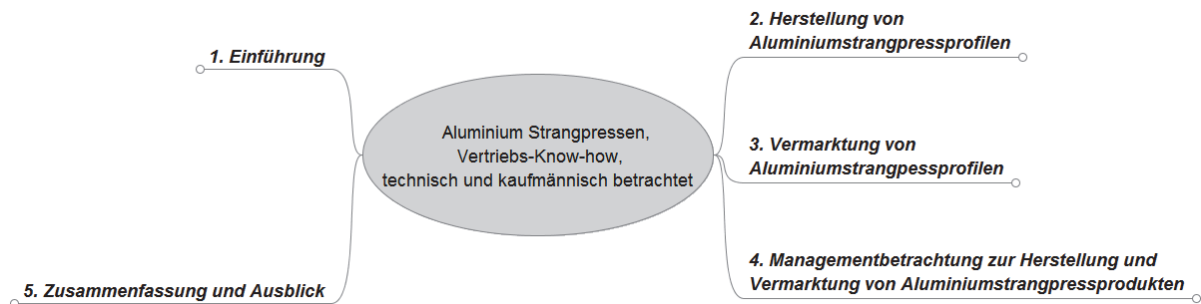 1. Einführung
2. Herstellung von
Aluminiumstrangpressprofilen
Aluminium Strangpressen,
Vertriebs-Know-how,
technisch und kaufmännisch betrachtet
3. Vermarktung von
Aluminiumstrangpessprofilen
4. Managementbetrachtung zur Herstellung und
Vermarktung von Aluminiumstrangpressprodukten
5. Zusammenfassung und Ausblick